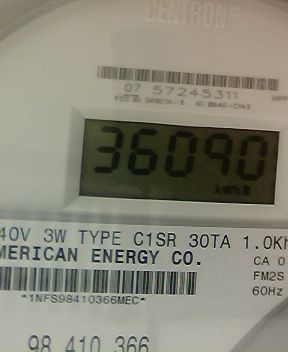 CENTRON®
07 57245311
36090
kWh
40V 3W TYPE C1SR 30TA 1.0Kh
MERICAN ENERGY CO.
CA 0
FM2S
60Hz
*1NFS98410366MEC*
98 410 366